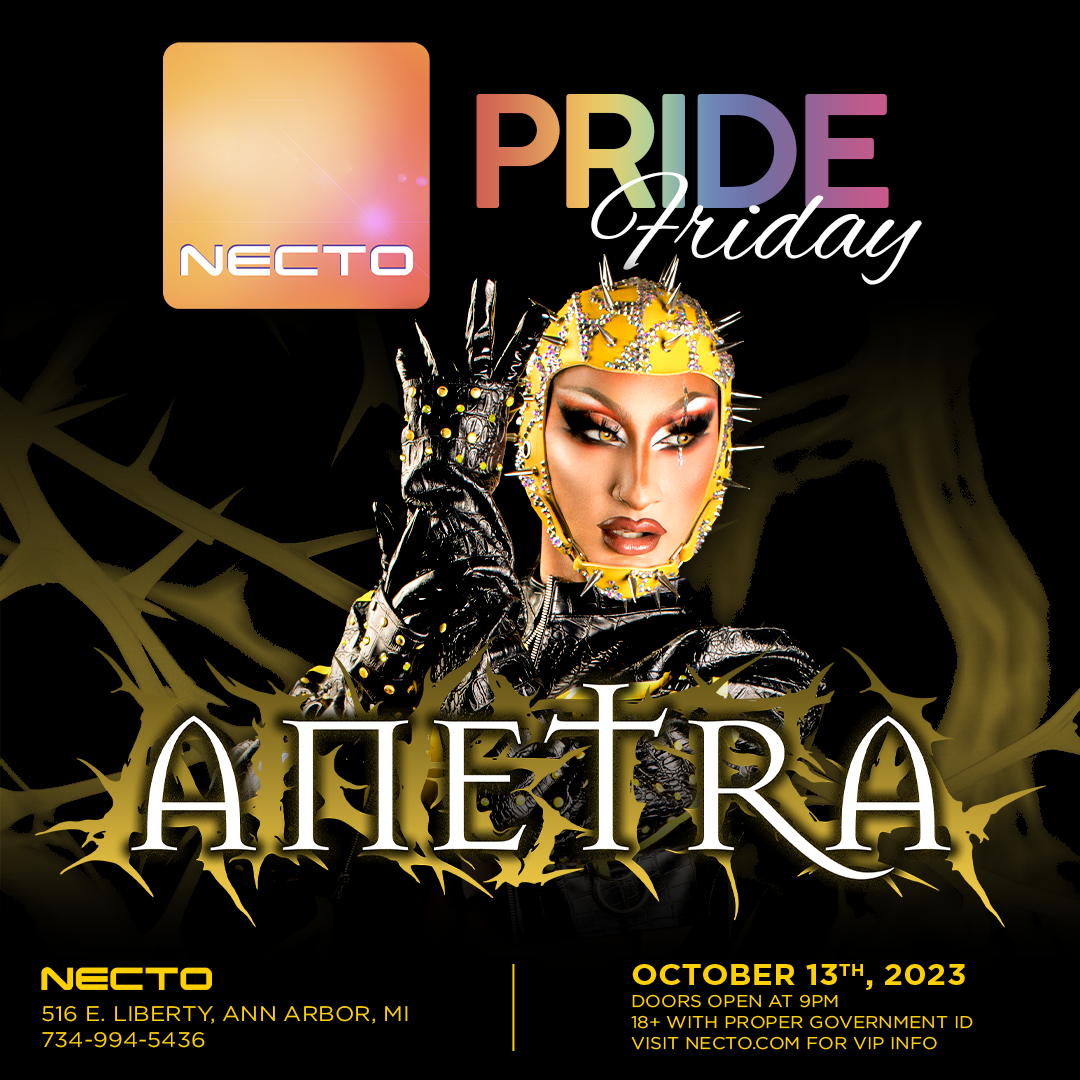 NECTO
PRIDE
Friday
ANETRA
NECTO
516 E. LIBERTY, ANN ARBOR, MI
734-994-5436
OCTOBER 13TH, 2023
DOORS OPEN AT 9PM
18+ WITH PROPER GOVERNMENT ID
VISIT NECTO.COM FOR VIP INFO